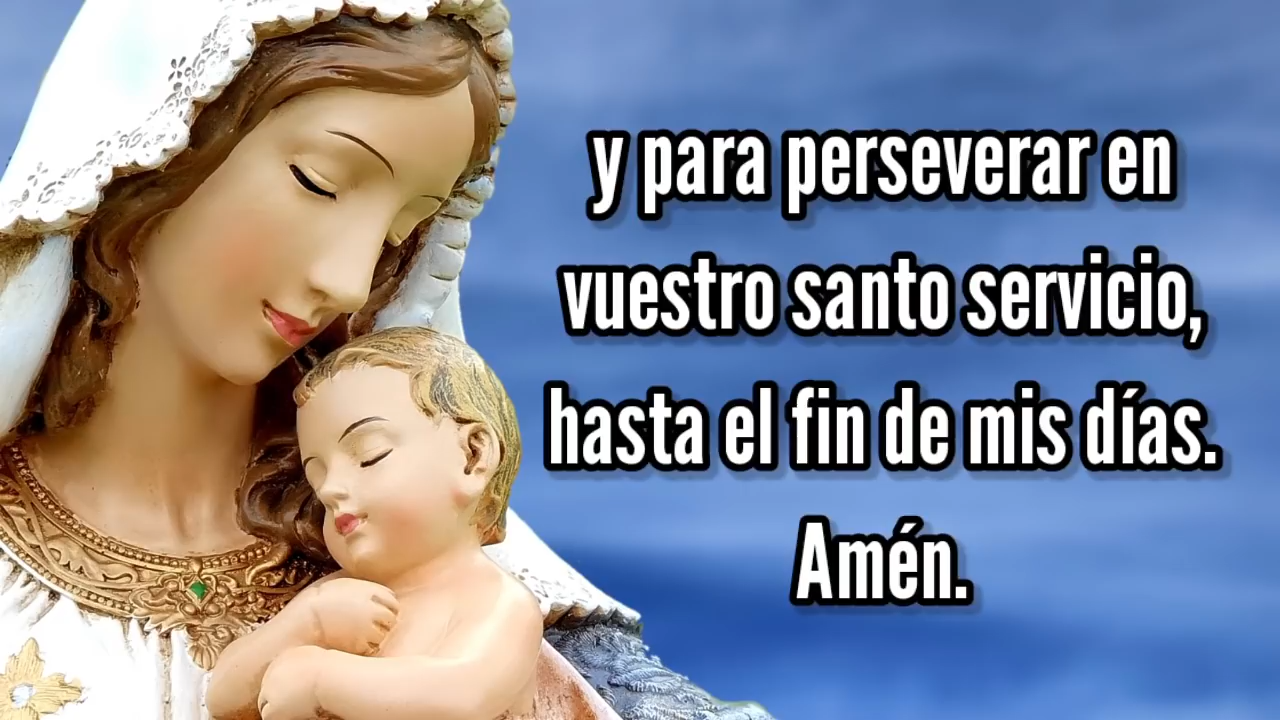 y para perseverar en
vuestro santo servicio,
hasta el fin de mis días.
Amén.